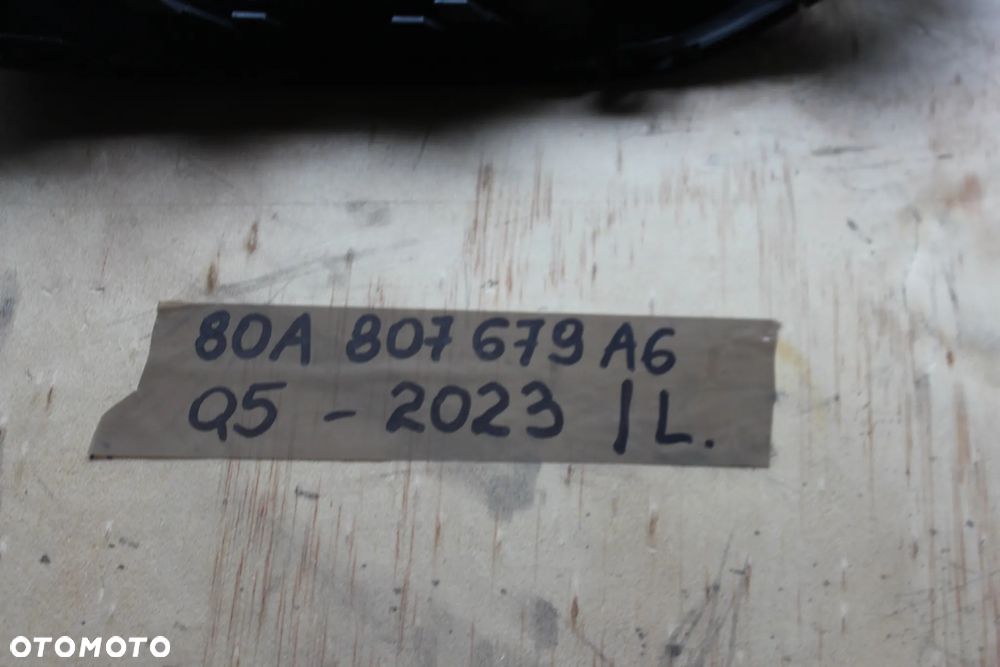 80A 807 679 A6
Q5 - 2023 / L.
OTOMOTO